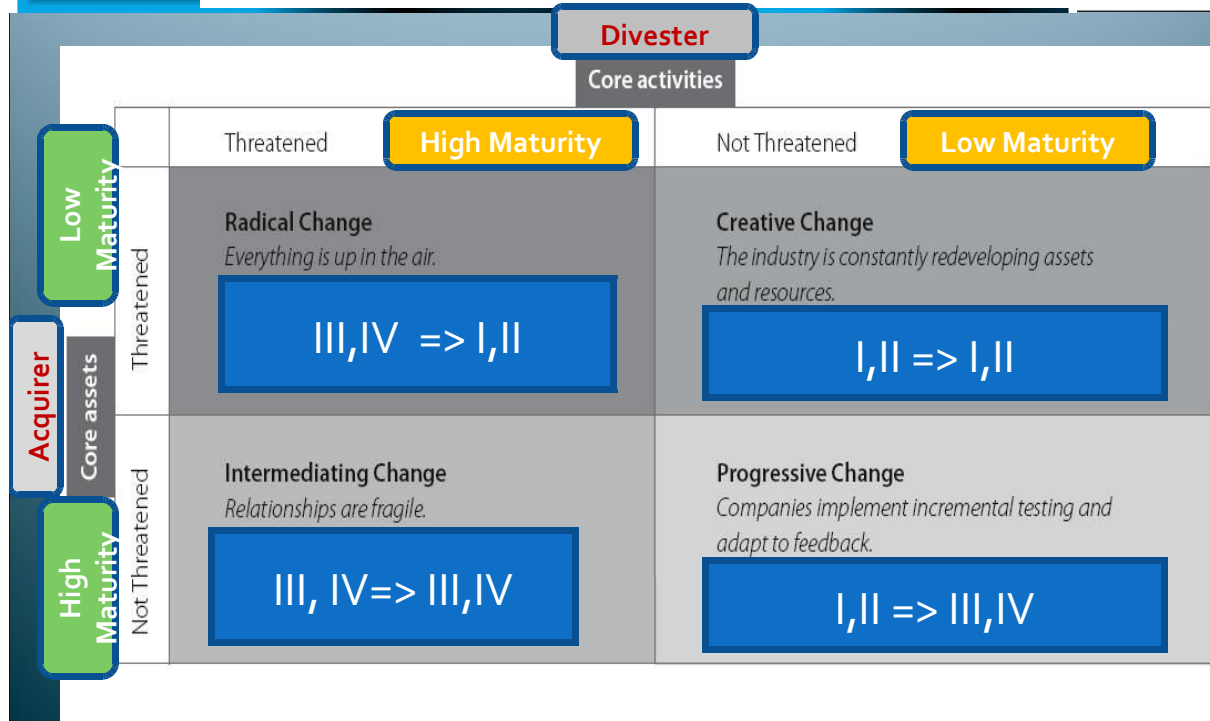 Divester
Core activities
Threatened
High Maturity
Not Threatened
Low Maturity
Low
Maturity
Threatened
Radical Change
Everything is up in the air.
III,IV => I,II
Creative Change
The industry is constantly redeveloping assets
and resources.
I,II => I,II
Acquirer
Core assets
High
Maturity
Not Threatened
Intermediating Change
Relationships are fragile.
III, IV=> III,IV
Progressive Change
Companies implement incremental testing and
adapt to feedback.
I,II => III,IV